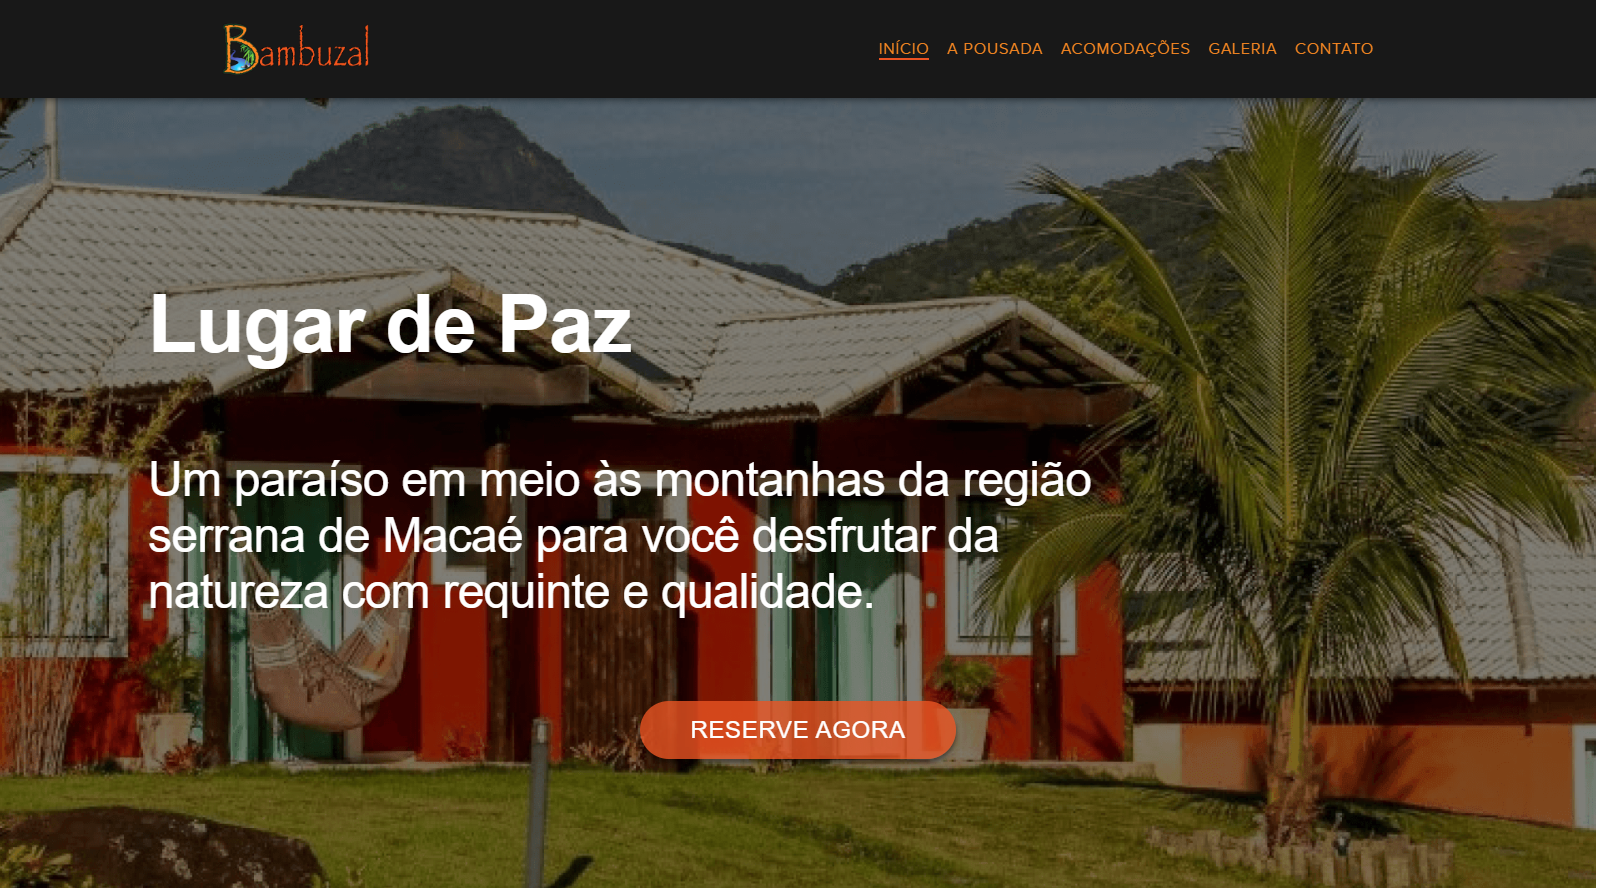 Bambuzal
INÍCIO A POUSADA ACOMODAÇÕES GALERIA CONTATO
Lugar de Paz
Um paraíso em meio às montanhas da região
serrana de Macaé para você desfrutar da
natureza com requinte e qualidade.
RESERVE AGORA